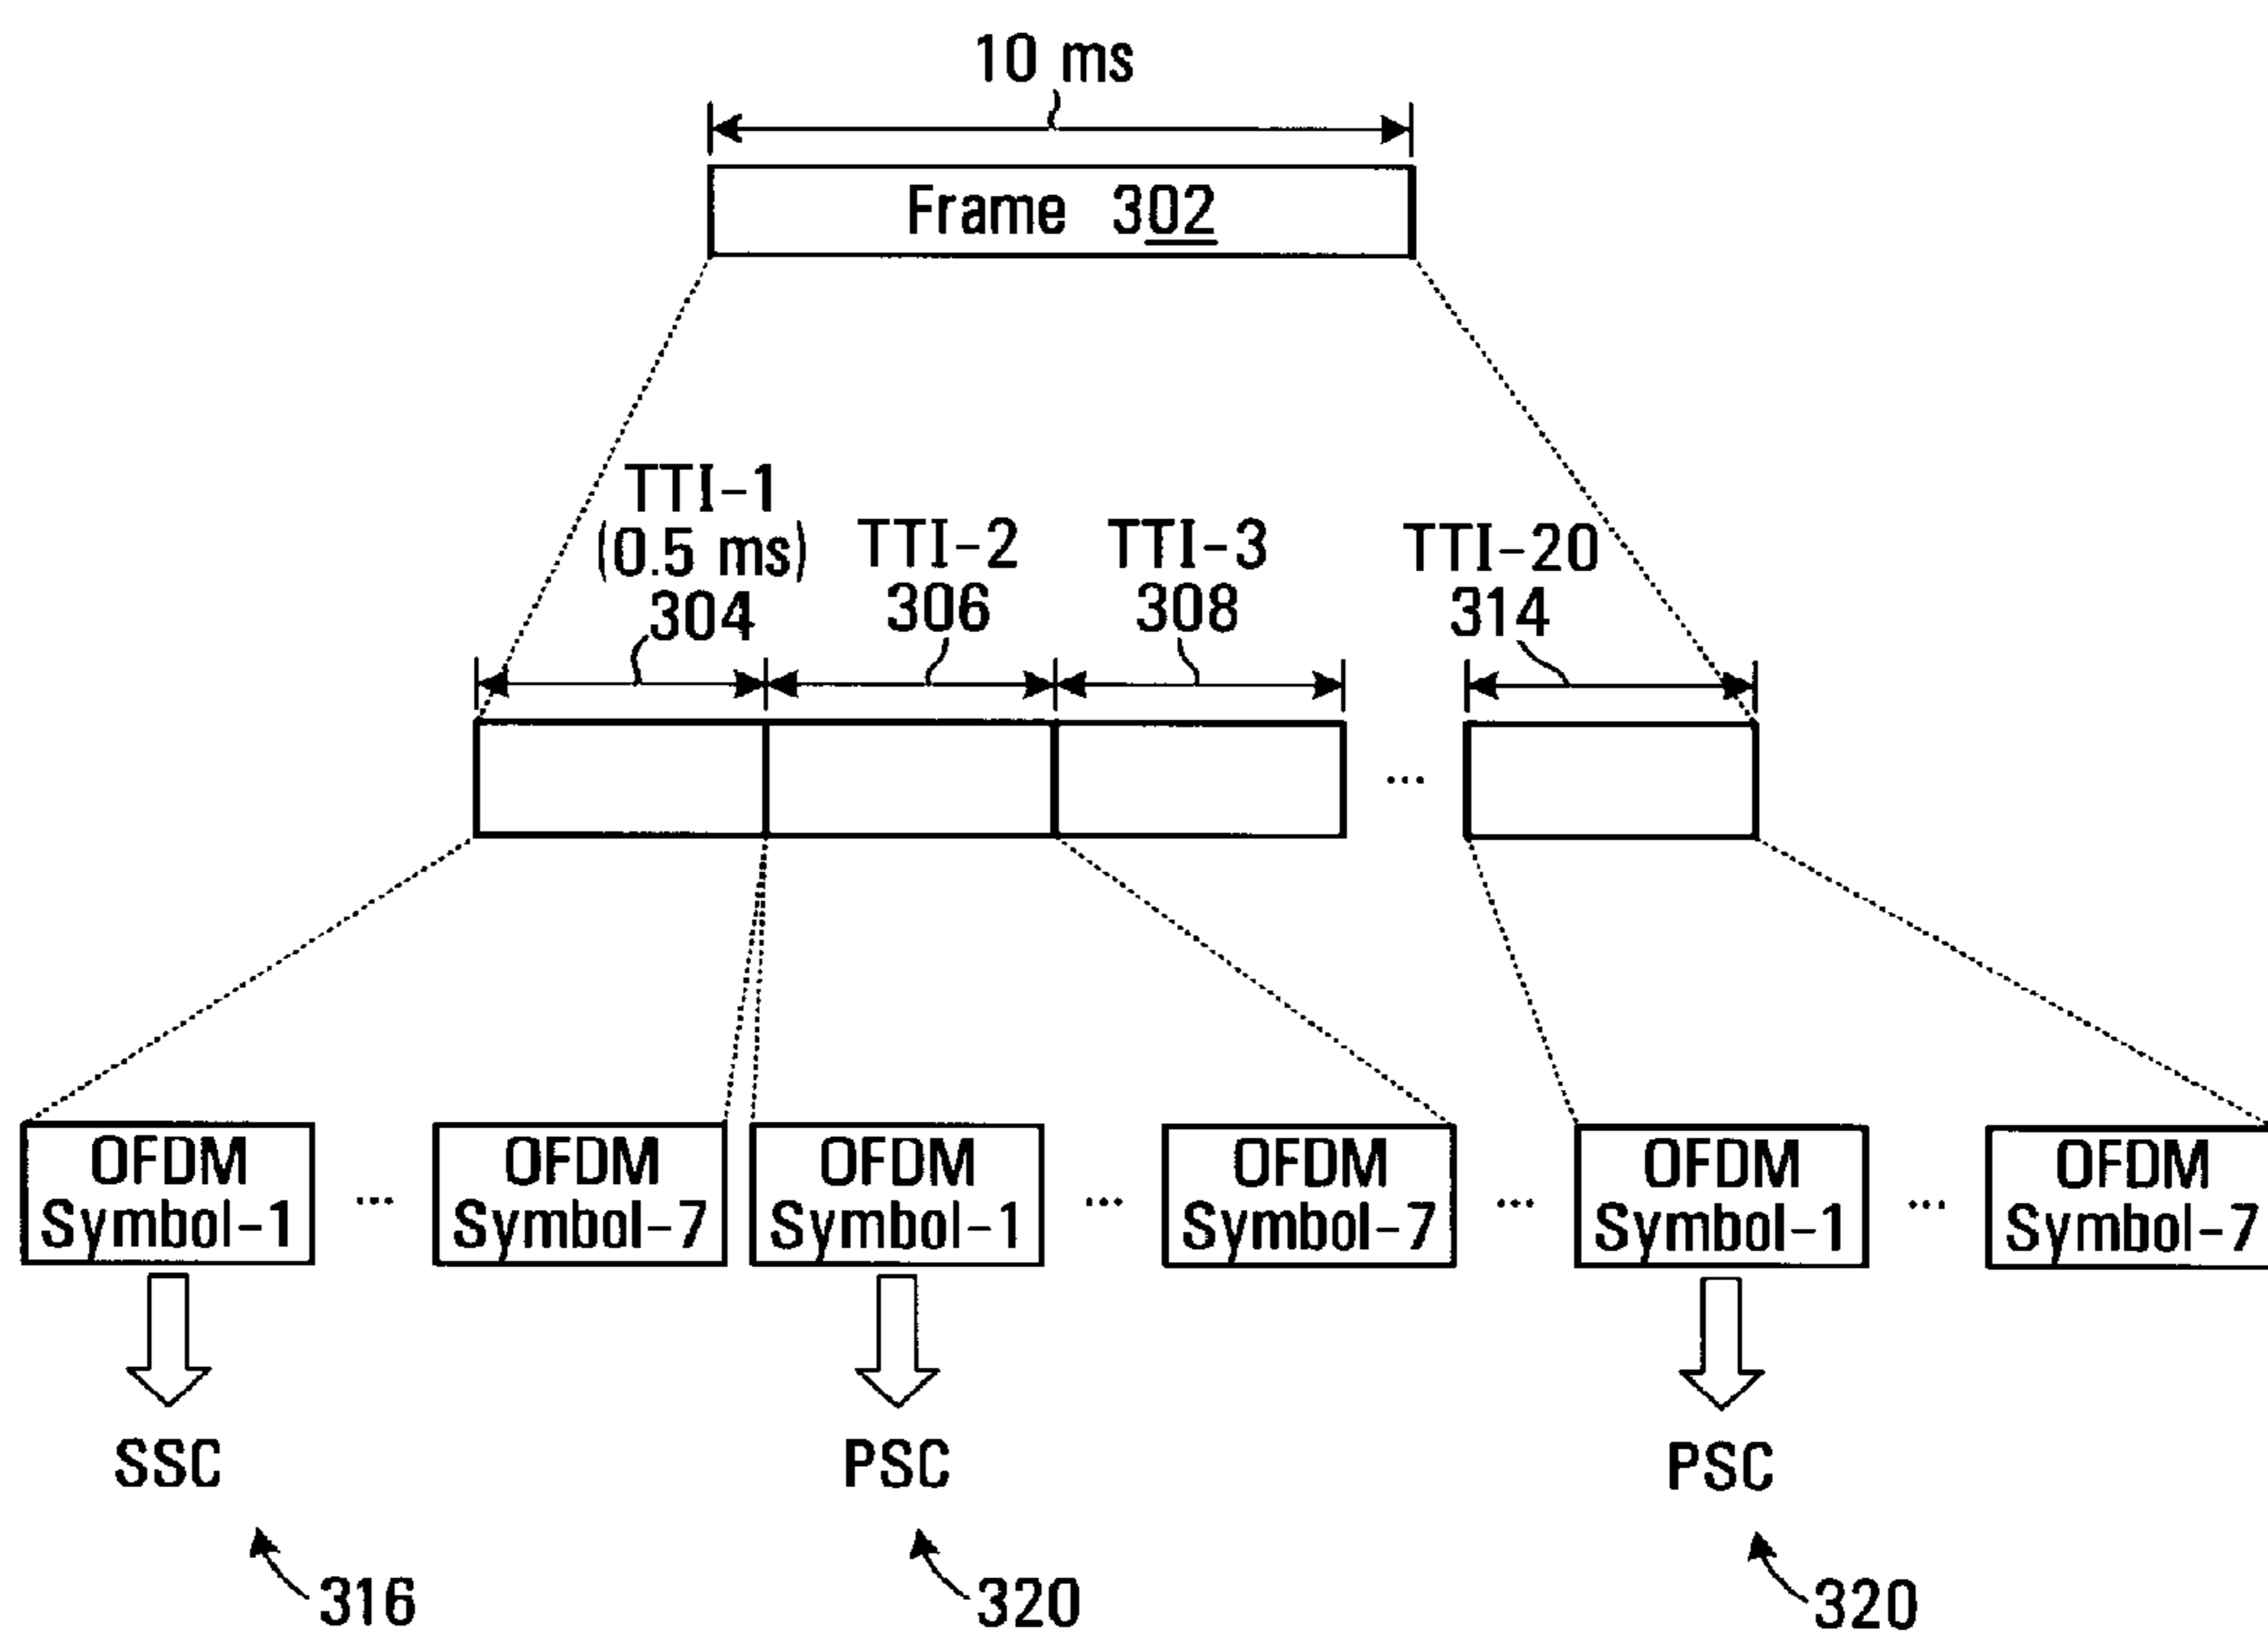 10 ms
Frame 302
TTI-1
(0.5 ms)
304
TTI-2
306
TTI-3
308
TTI-20
314
...
OFDM
Symbol-1
...
OFDM
Symbol-7
OFDM
Symbol-1
...
OFDM
Symbol-7
...
OFDM
Symbol-1
...
OFDM
Symbol-7
SSC
PSC
PSC
316
320
320